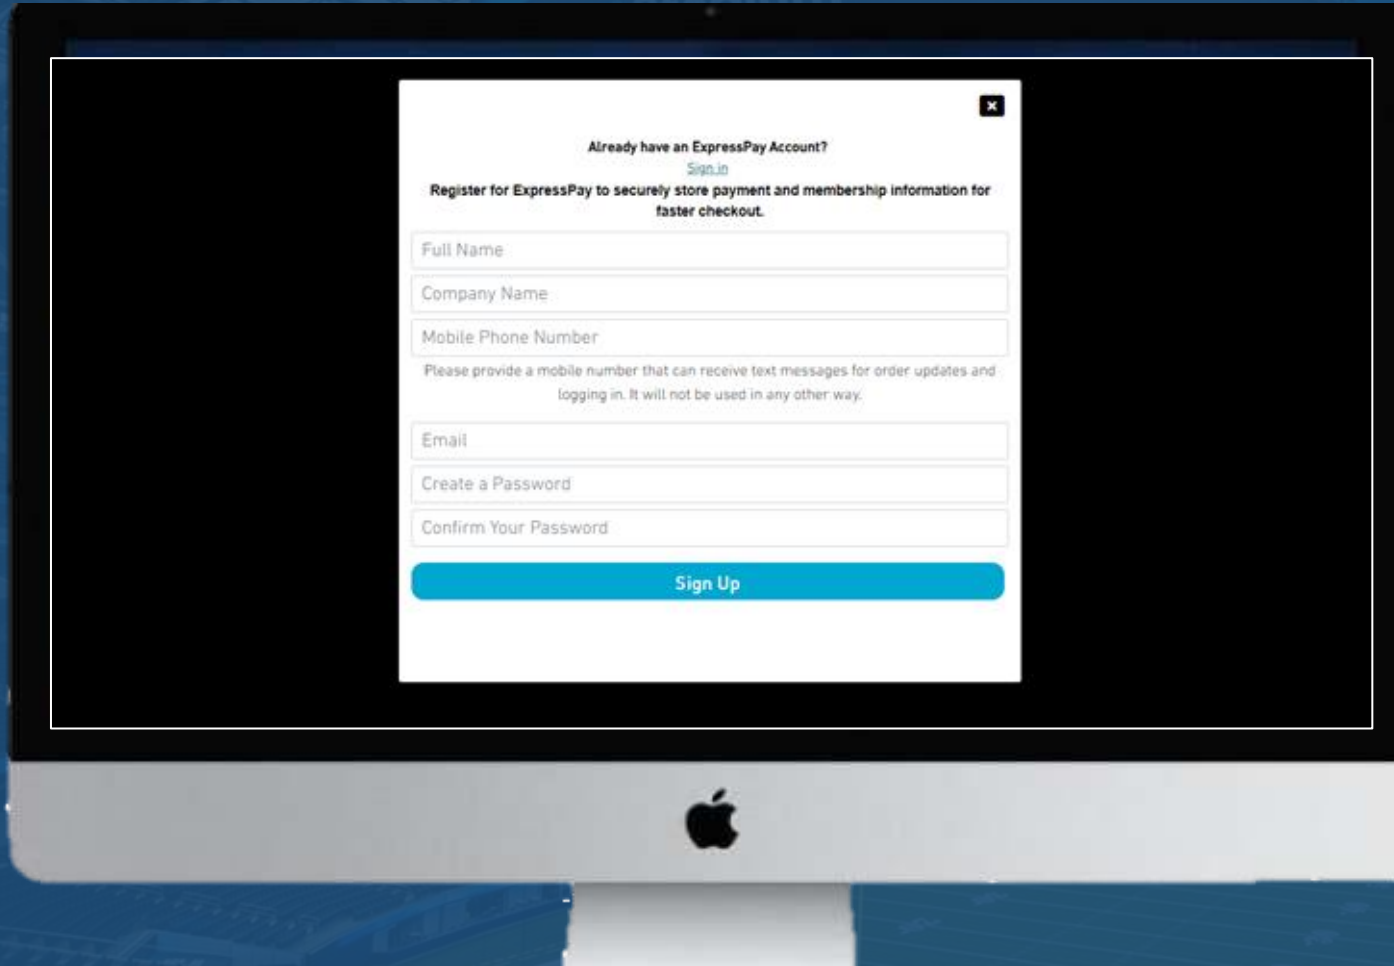 Already have an ExpressPay Account?
Sign in
Register for ExpressPay to securely store payment and membership information for
faster checkout.
Full Name
Company Name
Mobile Phone Number
Please provide a mobile number that can receive text messages for order updates and
logging in. It will not be used in any other way.
Email
Create a Password
Confirm Your Password
Sign Up